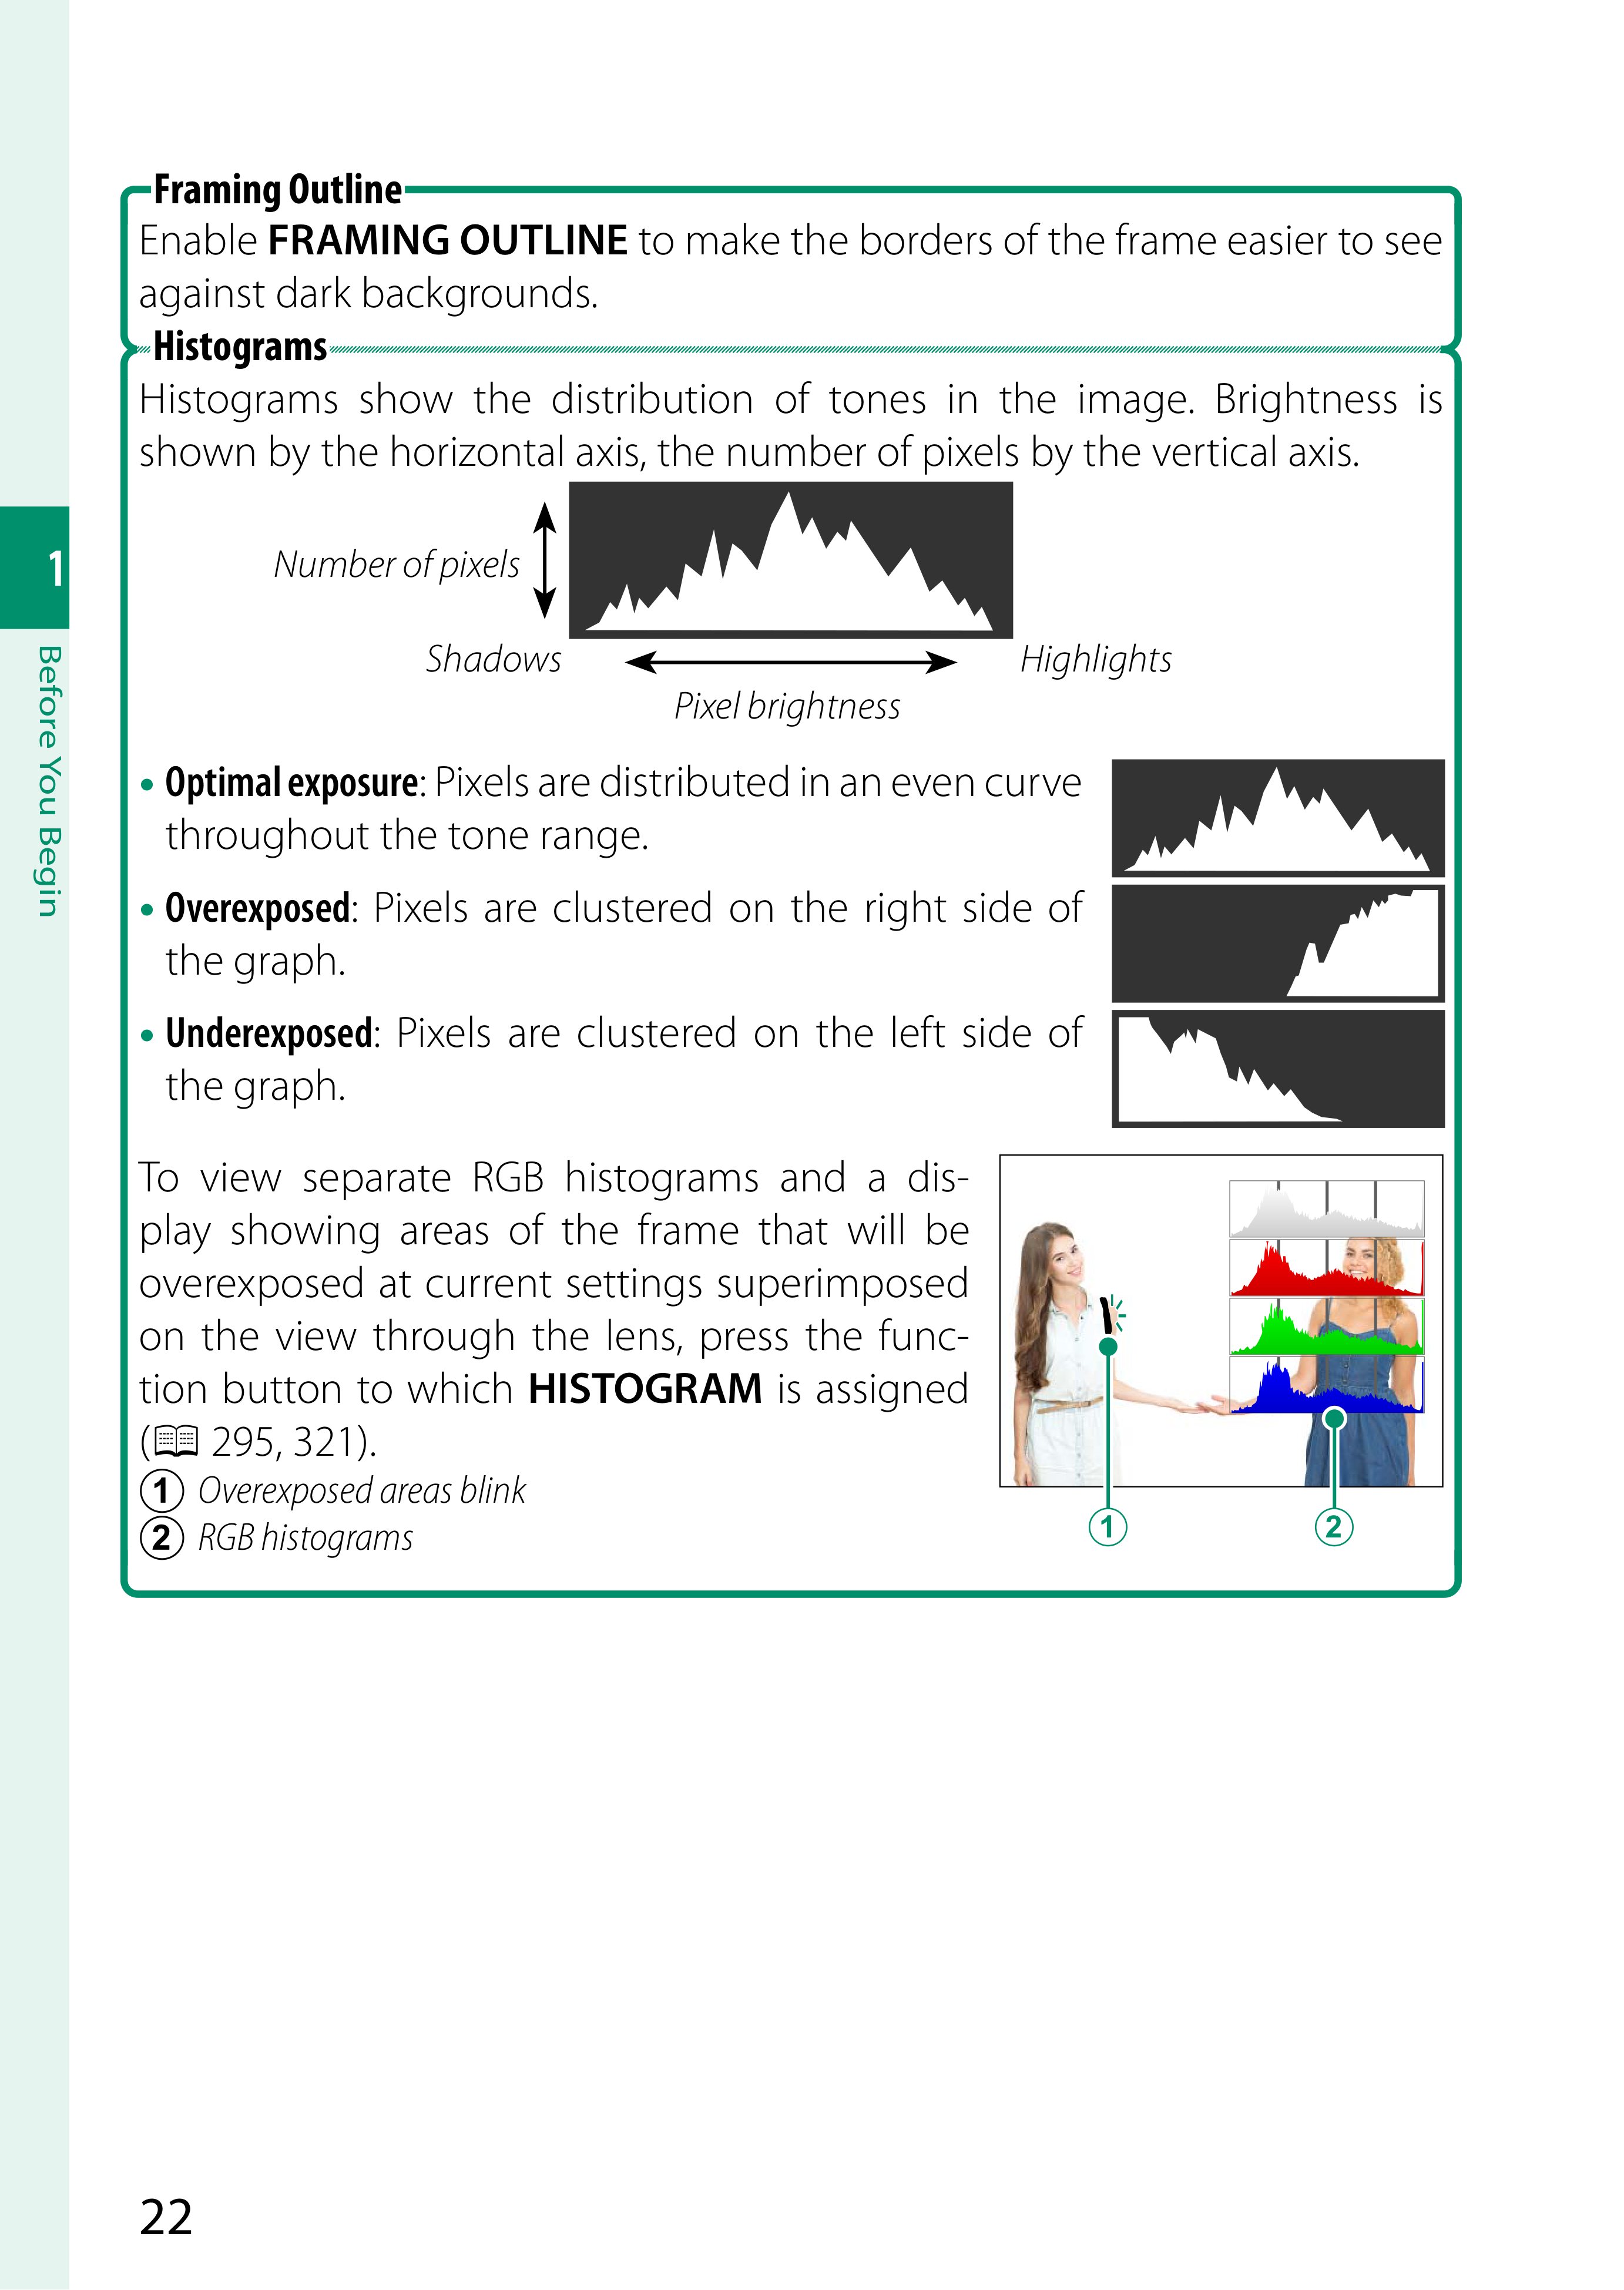 Framing Outline
Enable FRAMING OUTLINE to make the borders of the frame easier to see
against dark backgrounds.
Histograms
Histograms show the distribution of tones in the image. Brightness is
shown by the horizontal axis, the number of pixels by the vertical axis.
Number of pixels
Shadows
Highlights
Pixel brightness
• Optimal exposure: Pixels are distributed in an even curve
throughout the tone range.
• Overexposed: Pixels are clustered on the right side of
the graph.
• Underexposed: Pixels are clustered on the left side of
the graph.
To view separate RGB histograms and a dis-
play showing areas of the frame that will be
overexposed at current settings superimposed
on the view through the lens, press the func-
tion button to which HISTOGRAM is assigned
(📖 295, 321).
① Overexposed areas blink
② RGB histograms
①
②
1
Before You Begin
22